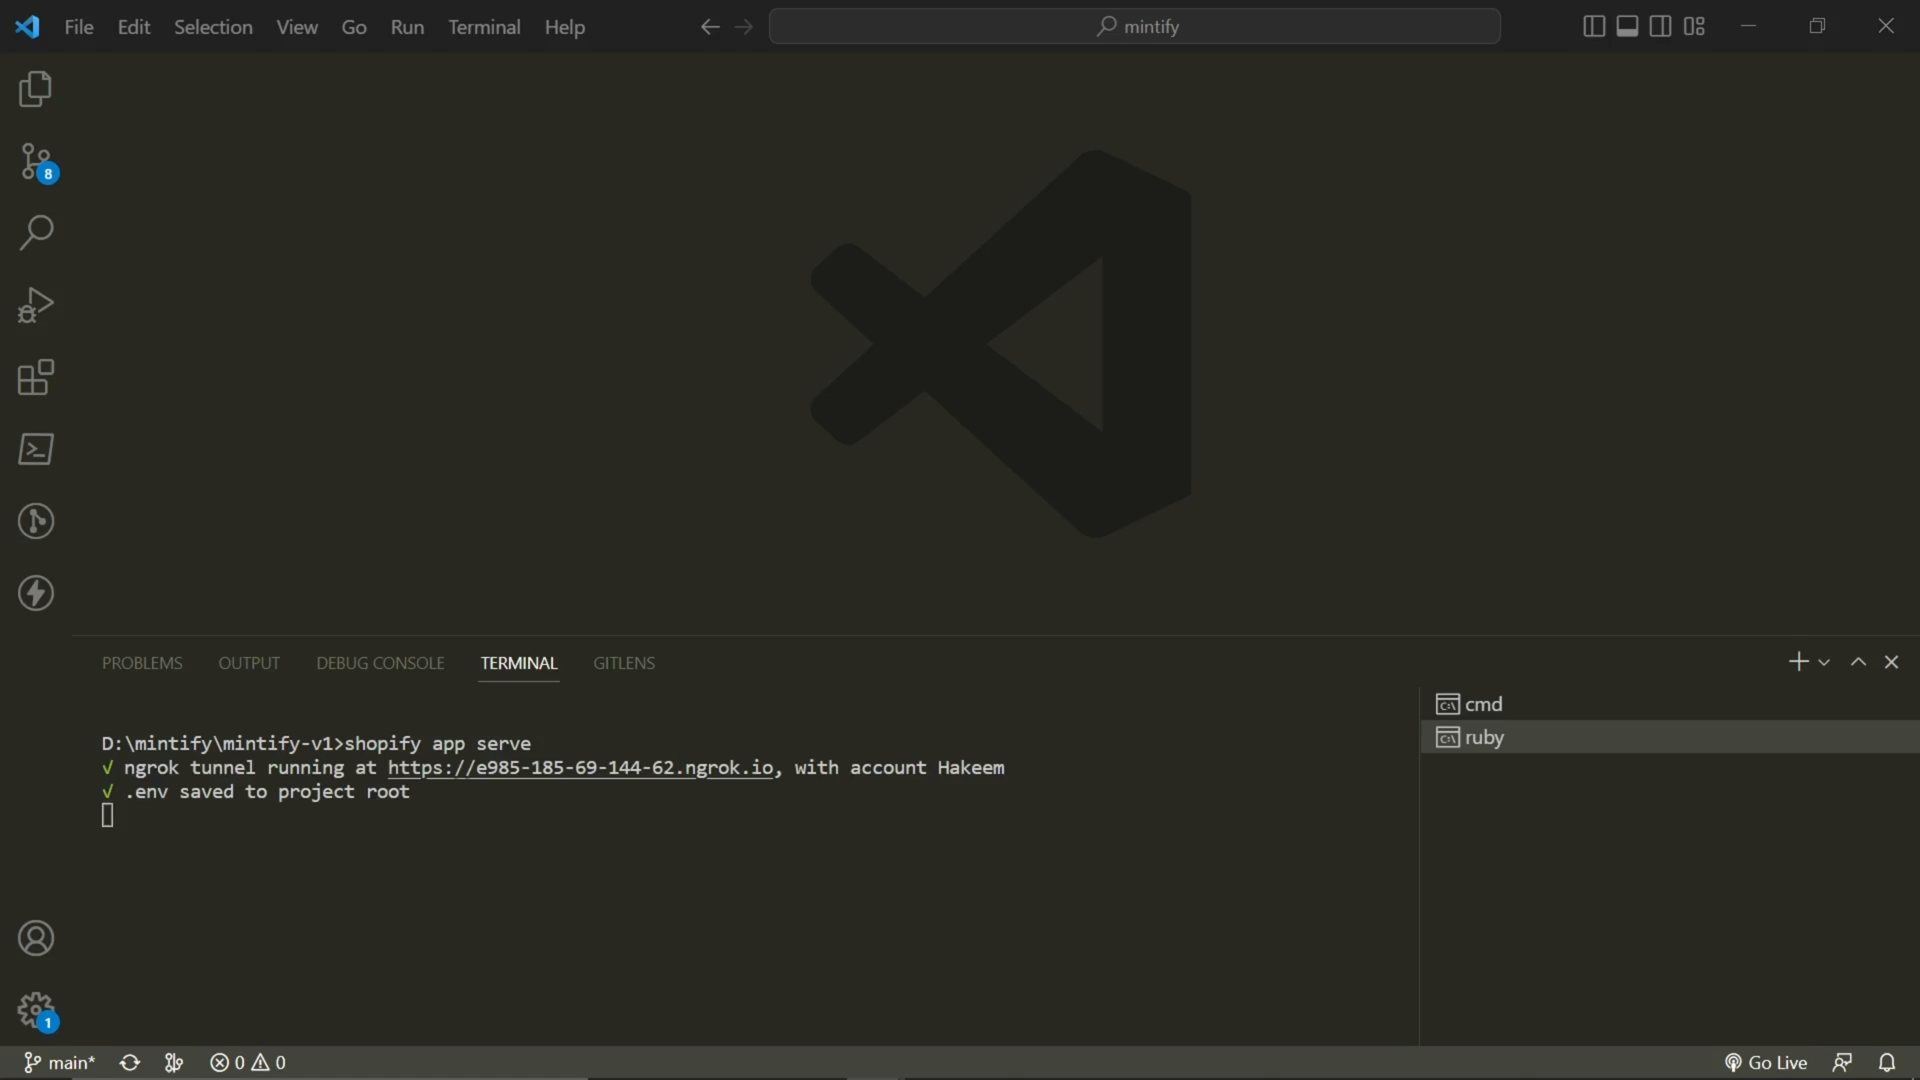 File Edit Selection View Go Run Terminal Help mintify
8
PROBLEMS OUTPUT DEBUG CONSOLE TERMINAL GITLENS
cmd
ruby
D:\mintify\mintify-v1>shopify app serve
√ ngrok tunnel running at https://e985-185-69-144-62.ngrok.io, with account Hakeem
√ .env saved to project root
1
main* 0 0 Go Live